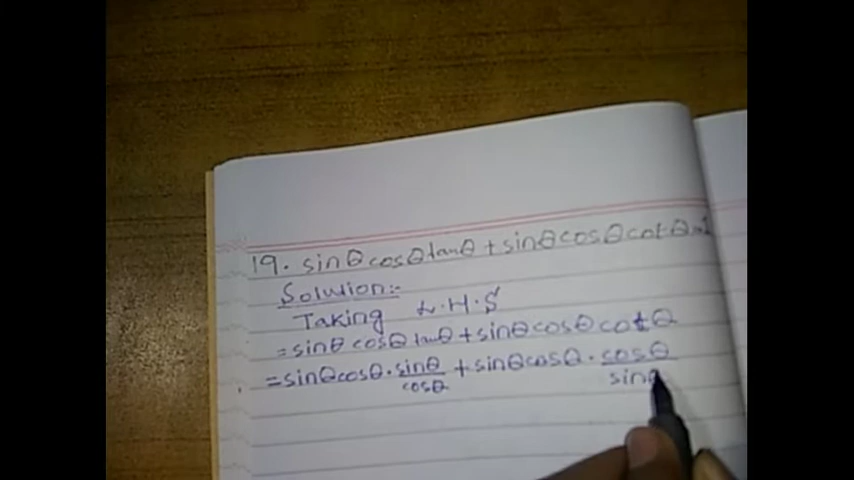 19. sinθ cosθ tanθ + sinθ cosθ cotθ = 1
Solution:-
Taking L.H.S
= sinθ cosθ tanθ + sinθ cosθ cotθ
= sinθ cosθ · sinθ/cosθ + sinθ cosθ · cosθ/sinθ